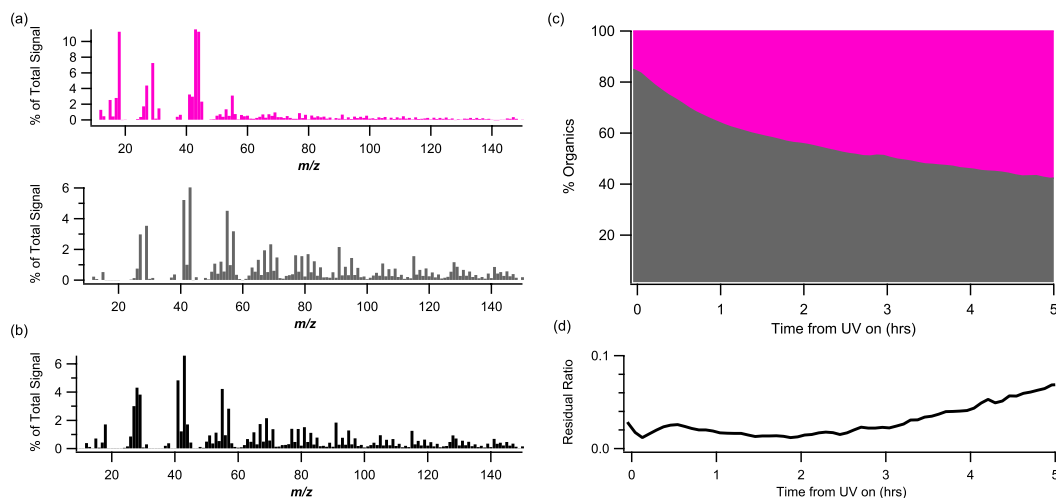 (a)
% of Total Signal
10
8
6
4
2
0
20 40 60 80 100 120 140
m/z
% of Total Signal
6
4
2
0
20 40 60 80 100 120 140
m/z
(b)
% of Total Signal
6
4
2
0
20 40 60 80 100 120 140
m/z
(c)
% Organics
100
80
60
40
20
0 1 2 3 4 5
Time from UV on (hrs)
(d)
Residual Ratio
0.1
0.0
0 1 2 3 4 5
Time from UV on (hrs)